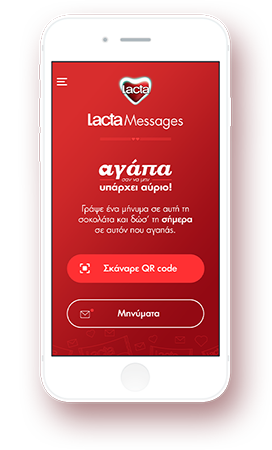 Lacta
Lacta Messages
αγάπα
σαν να μην
υπάρχει αύριο!
Γράψε ένα μήνυμα σε αυτή τη
σοκολάτα και δώσ' τη σήμερα
σε αυτόν που αγαπάς.
Σκάναρε QR code
Μηνύματα